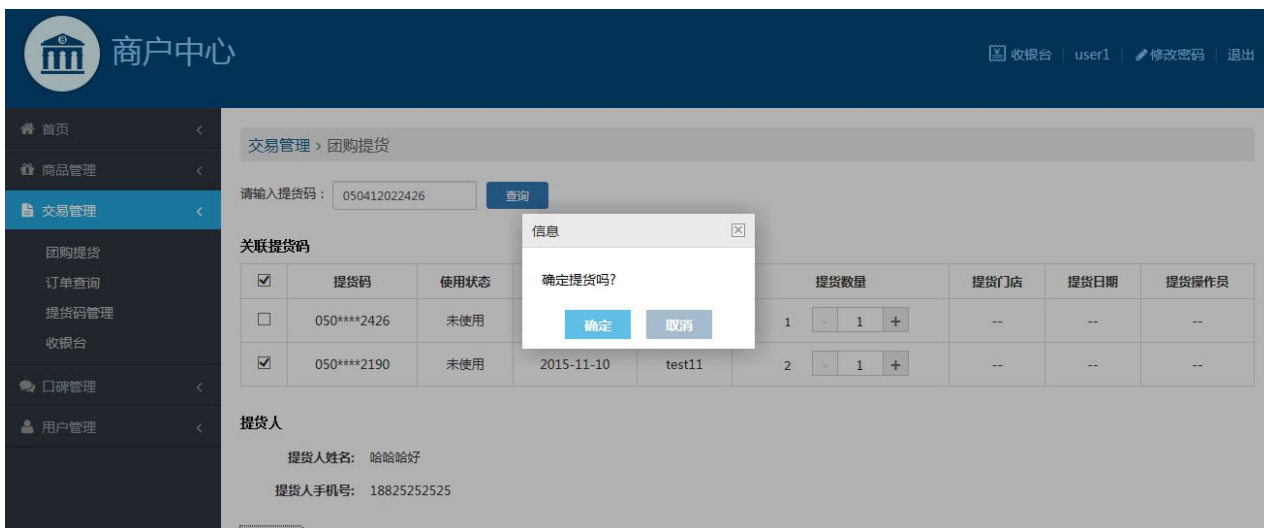 商户中心
收银台 | user1 | 修改密码 | 退出
首页
商品管理
交易管理
团购提货
订单查询
提货码管理
收银台
口碑管理
用户管理
交易管理 › 团购提货
请输入提货码： 050412022426 查询
关联提货码
信息
确定提货吗?
确定 取消
提货码 使用状态 提货数量 提货门店 提货日期 提货操作员
050****2426 未使用 1 - 1 + -- -- --
050****2190 未使用 2015-11-10 test11 2 - 1 + -- -- --
提货人
提货人姓名: 哈哈哈好
提货人手机号: 18825252525